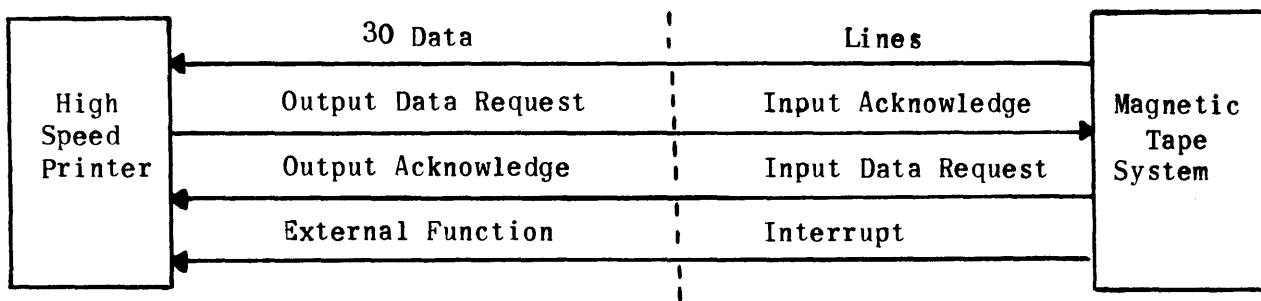 30 Data Lines
High Speed Printer
Output Data Request Input Acknowledge
Magnetic Tape System
Output Acknowledge Input Data Request
External Function Interrupt